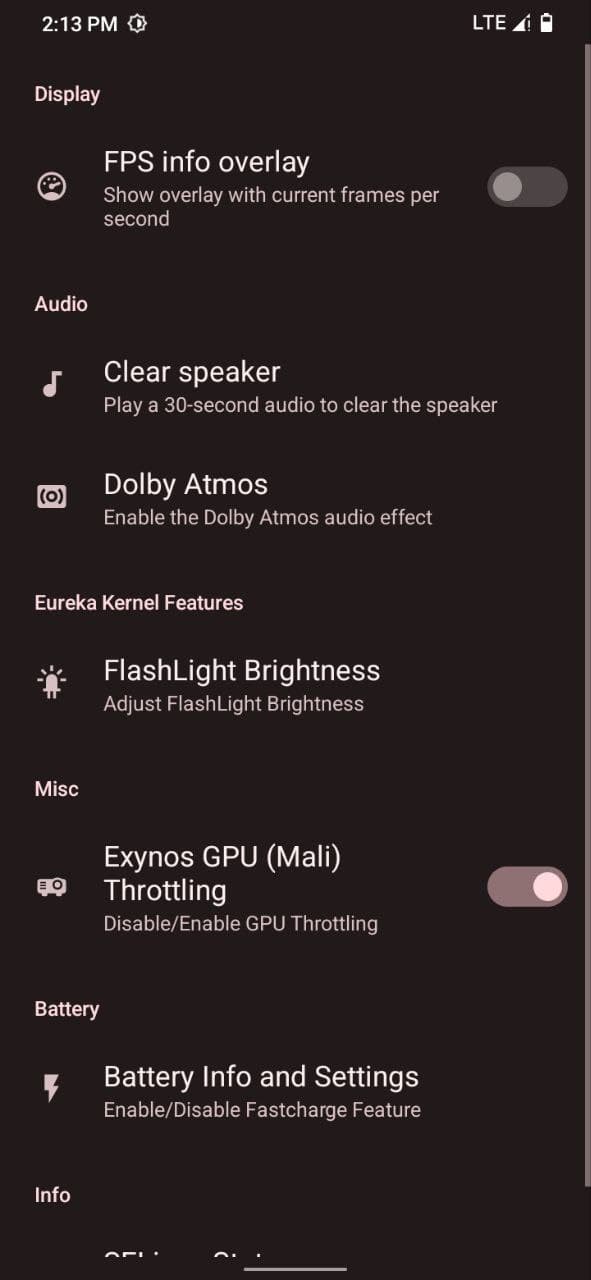 2:13 PM LTE
Display
FPS info overlay
Show overlay with current frames per
second
Audio
Clear speaker
Play a 30-second audio to clear the speaker
Dolby Atmos
Enable the Dolby Atmos audio effect
Eureka Kernel Features
FlashLight Brightness
Adjust FlashLight Brightness
Misc
Exynos GPU (Mali)
Throttling
Disable/Enable GPU Throttling
Battery
Battery Info and Settings
Enable/Disable Fastcharge Feature
Info